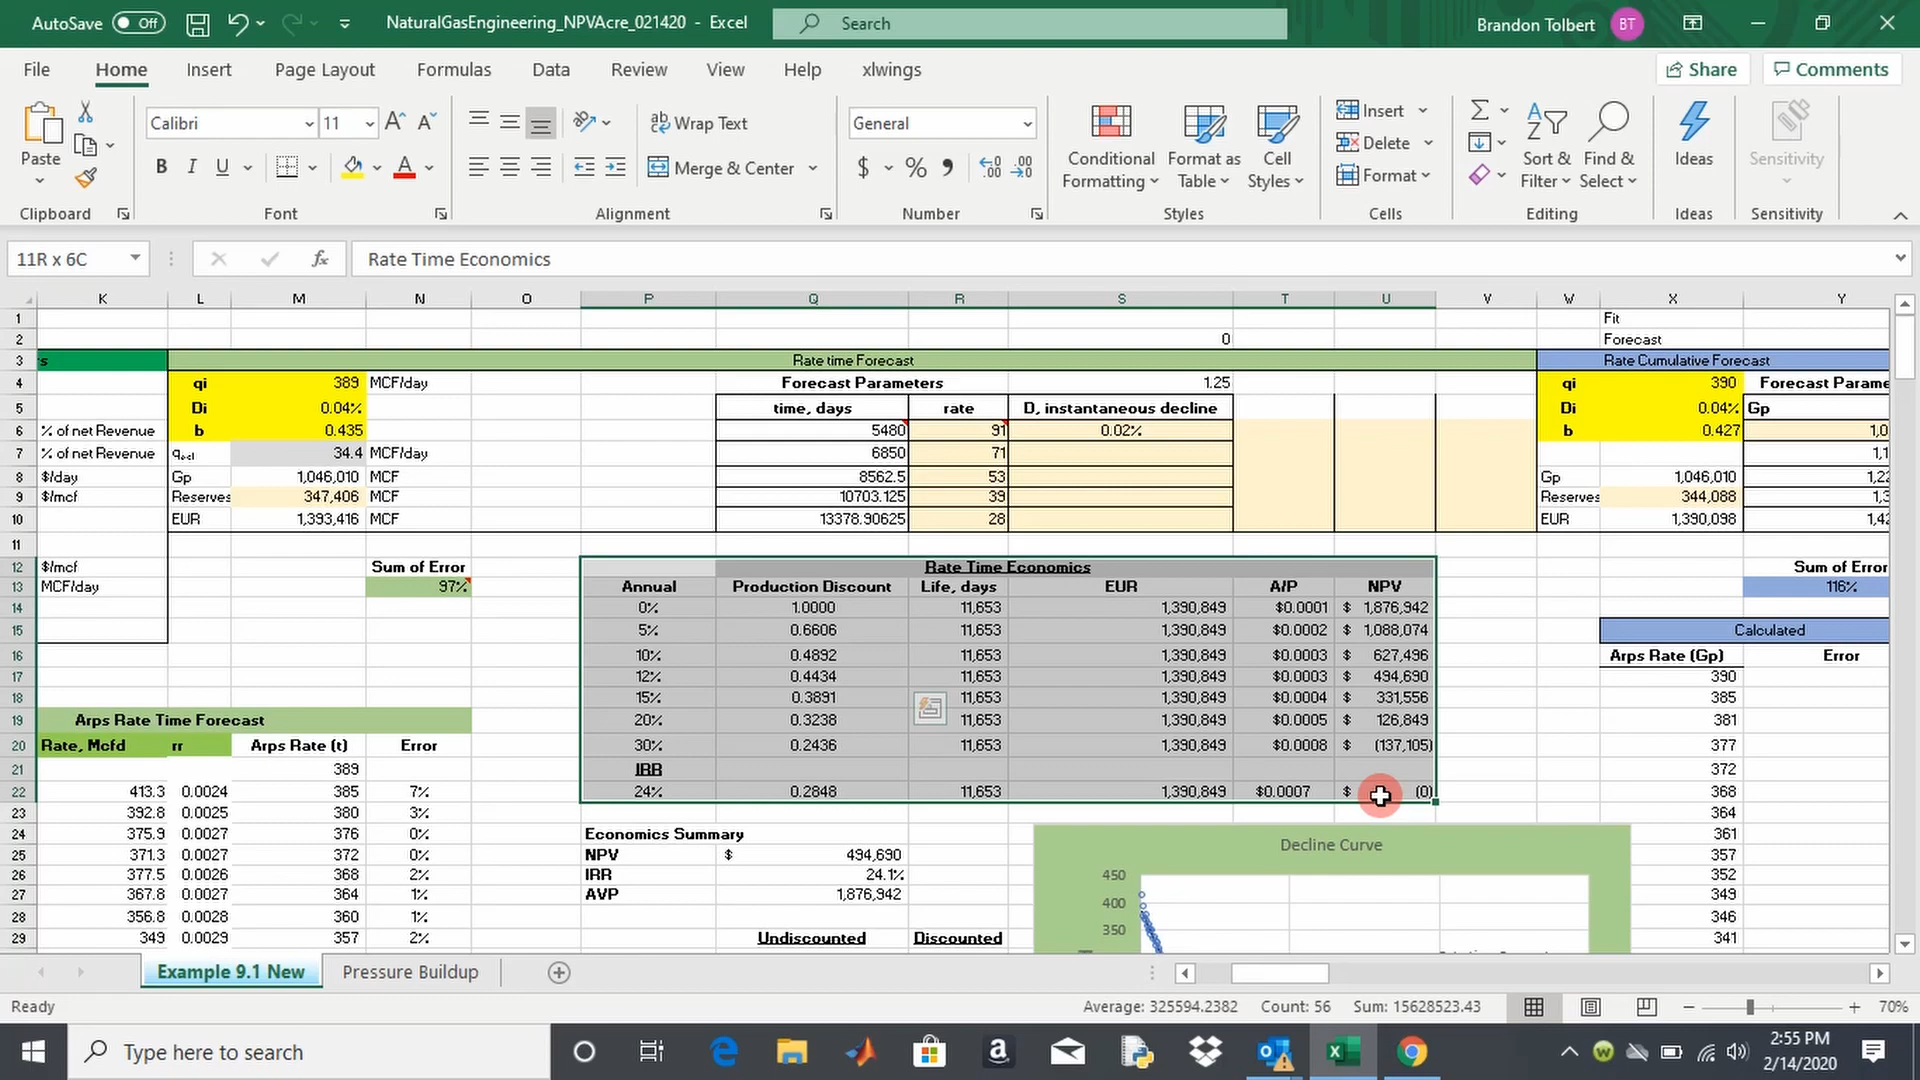 AutoSave Off NaturalGasEngineering_NPVAcre_021420 - Excel Search Brandon Tolbert BT
File Home Insert Page Layout Formulas Data Review View Help xlwings Share Comments
Paste Calibri 11 Wrap Text General Conditional Formatting Format as Table Cell Styles Insert Sort & Filter Find & Select Ideas Sensitivity
B I U Merge & Center $ % Delete Format
Clipboard Font Alignment Number Styles Cells Editing Ideas Sensitivity
11R x 6C fx Rate Time Economics
K L M N O P Q R S T U V W X Y
1 Fit
2 0 Forecast
3 s Rate time Forecast Rate Cumulative Forecast
4 qi 389 MCF/day Forecast Parameters 1.25 qi 390 Forecast Parame
5 Di 0.04% time, days rate D, instantaneous decline Di 0.04% Gp
6 % of net Revenue b 0.435 5480 91 0.02% b 0.427 1,0
7 % of net Revenue 34.4 MCF/day 6850 71 1,1
8 $/day Gp 1,046,010 MCF 8562.5 53 Gp 1,046,010 1,22
9 $/mcf Reserves 347,406 MCF 10703.125 39 Reserves 344,088 1,3
10 EUR 1,393,416 MCF 13378.90625 28 EUR 1,390,098 1,42
11
12 $/mcf Sum of Error Rate Time Economics Sum of Error
13 MCF/day 97% Annual Production Discount Life, days EUR A/P NPV 116%
14 0% 1.0000 11,653 1,390,849 $0.0001 $ 1,876,942
15 5% 0.6606 11,653 1,390,849 $0.0002 $ 1,088,074 Calculated
16 10% 0.4892 11,653 1,390,849 $0.0003 $ 627,496 Arps Rate (Gp) Error
17 12% 0.4434 11,653 1,390,849 $0.0003 $ 494,690 390
18 15% 0.3891 11,653 1,390,849 $0.0004 $ 331,556 385
19 Arps Rate Time Forecast 20% 0.3238 11,653 1,390,849 $0.0005 $ 126,849 381
20 Rate, Mcfd rr Arps Rate (t) Error 30% 0.2436 11,653 1,390,849 $0.0008 $ (137,105) 377
21 389 IRR 372
22 413.3 0.0024 385 7% 24% 0.2848 11,653 1,390,849 $0.0007 $ (0) 368
23 392.8 0.0025 380 3% 364
24 375.9 0.0027 376 0% Economics Summary 361
25 371.3 0.0027 372 0% NPV $ 494,690 Decline Curve 357
26 377.5 0.0026 368 2% IRR 24.1% 450 352
27 367.8 0.0027 364 1% AVP 1,876,942 400 349
28 356.8 0.0028 360 1% 346
29 349 0.0029 357 2% Undiscounted Discounted 350 341
Example 9.1 New Pressure Buildup
Ready Average: 325594.2382 Count: 56 Sum: 15628523.43 70%
Type here to search 2:55 PM
2/14/2020